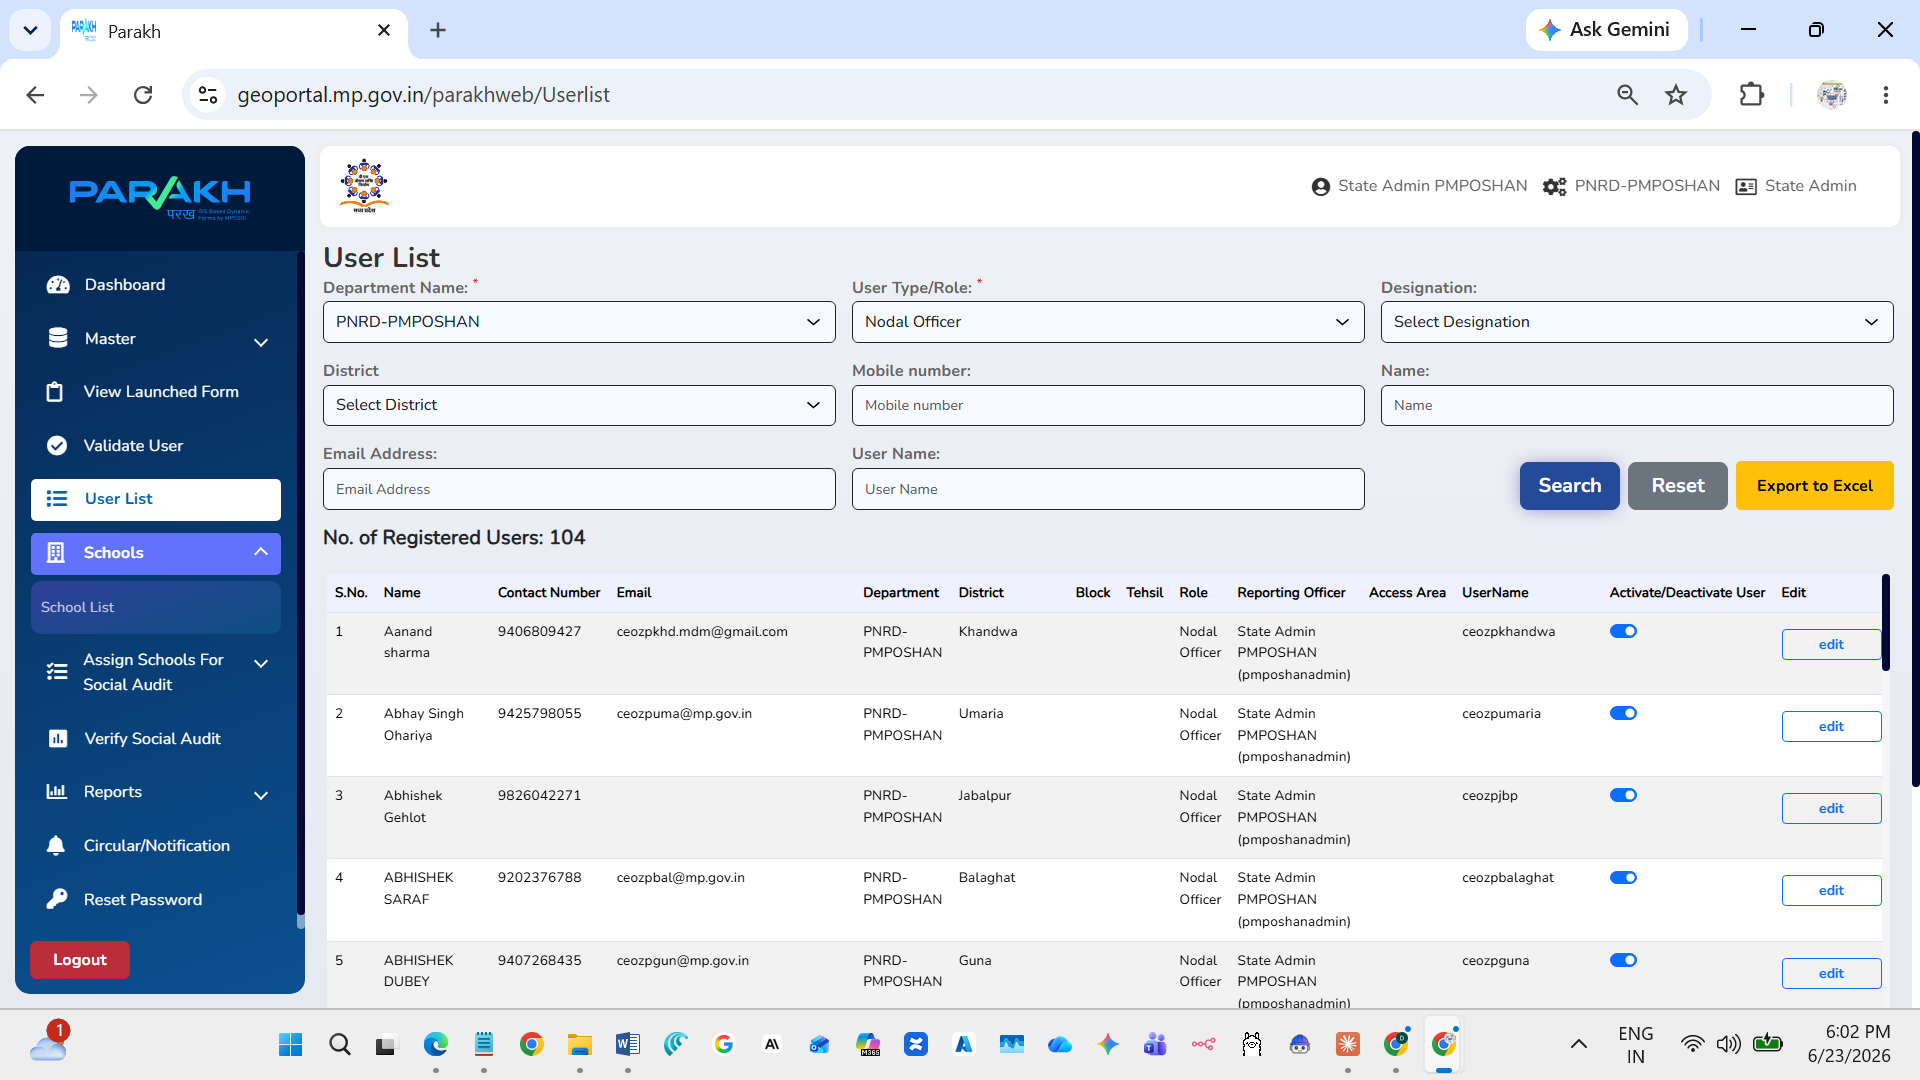 Parakh
Ask Gemini
geoportal.mp.gov.in/parakhweb/Userlist
PARAKH
परख GIS Based Dynamic
Forms by MPSSDI
मध्य प्रदेश
State Admin PMPOSHAN PNRD-PMPOSHAN State Admin
Dashboard
Master
View Launched Form
Validate User
User List
Schools
School List
Assign Schools For
Social Audit
Verify Social Audit
Reports
Circular/Notification
Reset Password
Logout
User List
Department Name: * User Type/Role: * Designation:
PNRD-PMPOSHAN Nodal Officer Select Designation
District Mobile number: Name:
Select District Mobile number Name
Email Address: User Name:
Email Address User Name Search Reset Export to Excel
No. of Registered Users: 104
S.No. Name Contact Number Email Department District Block Tehsil Role Reporting Officer Access Area UserName Activate/Deactivate User Edit
1 Aanand 9406809427 ceozpkhd.mdm@gmail.com PNRD- Khandwa Nodal State Admin ceozpkhandwa
sharma PMPOSHAN Officer PMPOSHAN edit
(pmposhanadmin)
2 Abhay Singh 9425798055 ceozpuma@mp.gov.in PNRD- Umaria Nodal State Admin ceozpumaria
Ohariya PMPOSHAN Officer PMPOSHAN edit
(pmposhanadmin)
3 Abhishek 9826042271 PNRD- Jabalpur Nodal State Admin ceozpjbp
Gehlot PMPOSHAN Officer PMPOSHAN edit
(pmposhanadmin)
4 ABHISHEK 9202376788 ceozpbal@mp.gov.in PNRD- Balaghat Nodal State Admin ceozpbalaghat
SARAF PMPOSHAN Officer PMPOSHAN edit
(pmposhanadmin)
5 ABHISHEK 9407268435 ceozpgun@mp.gov.in PNRD- Guna Nodal State Admin ceozpguna
DUBEY PMPOSHAN Officer PMPOSHAN edit
(pmposhanadmin)
1
ENG
IN
6:02 PM
6/23/2026